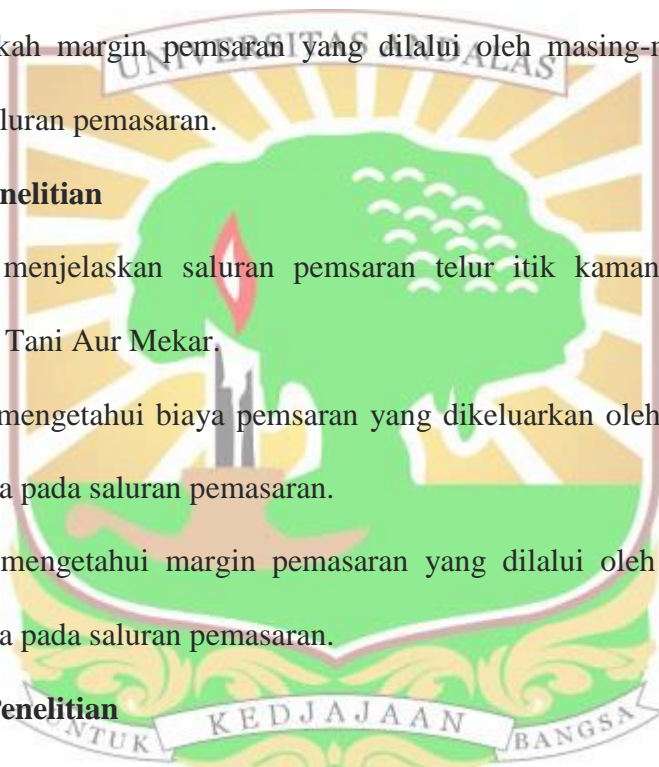 UNIVERSITAS ANDALAS
kah margin pemsaran yang dilalui oleh masing-
luran pemasaran.
nelitian
menjelaskan saluran pemsaran telur itik kaman
Tani Aur Mekar.
mengetahui biaya pemsaran yang dikeluarkan oleh
a pada saluran pemasaran.
mengetahui margin pemasaran yang dilalui oleh
a pada saluran pemasaran.
Penelitian
UNTUK KEDJAJAAN BANGSA